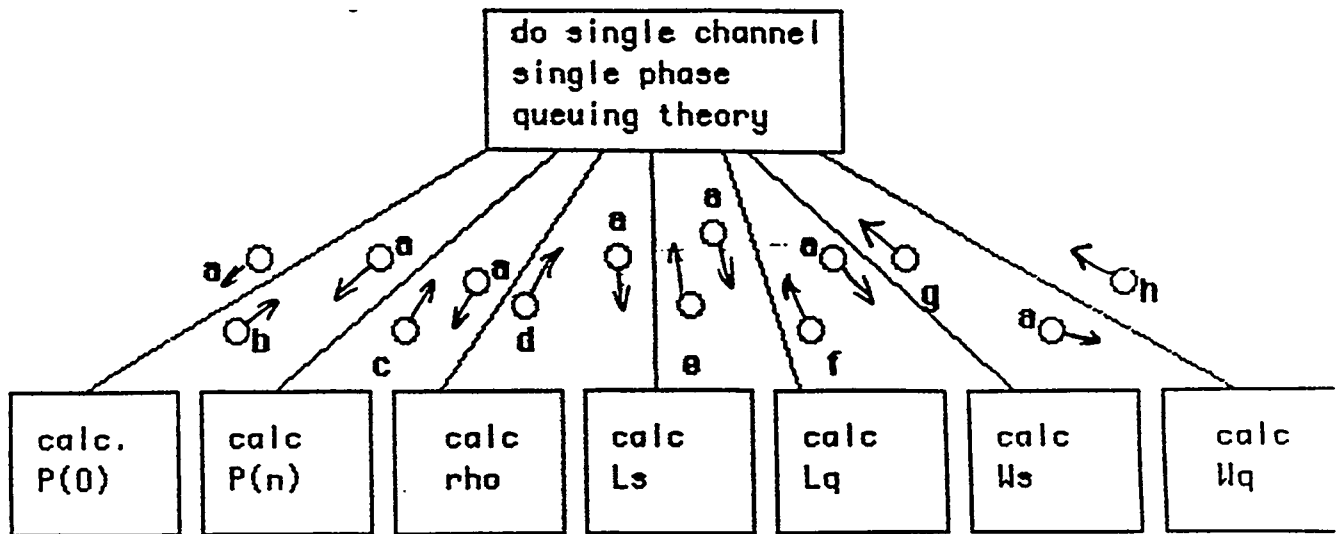 do single channel
single phase
queuing theory
a
a
a
a
a
a
a
b
c
d
e
f
g
h
calc.
P(0)
calc
P(n)
calc
rho
calc
Ls
calc
Lq
calc
Ws
calc
Wq